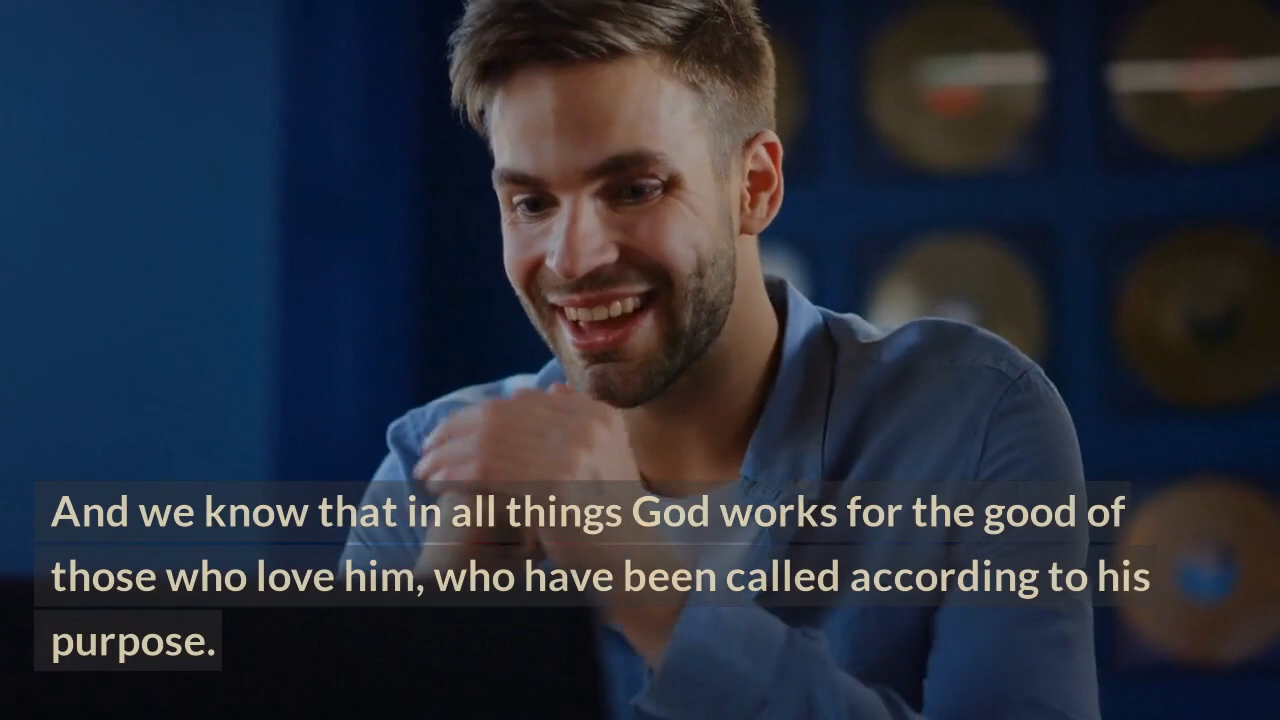 And we know that in all things God works for the good of
those who love him, who have been called according to his
purpose.